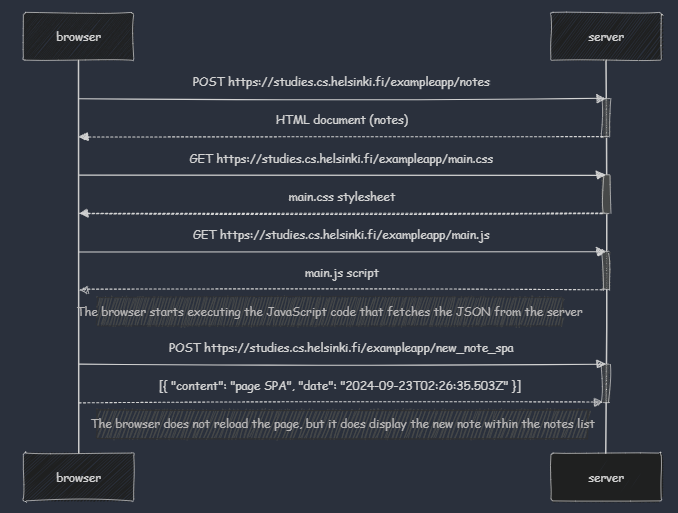 browser
server
POST https://studies.cs.helsinki.fi/exampleapp/notes
HTML document (notes)
GET https://studies.cs.helsinki.fi/exampleapp/main.css
main.css stylesheet
GET https://studies.cs.helsinki.fi/exampleapp/main.js
main.js script
The browser starts executing the JavaScript code that fetches the JSON from the server
POST https://studies.cs.helsinki.fi/exampleapp/new_note_spa
[{ "content": "page SPA", "date": "2024-09-23T02:26:35.503Z" }]
The browser does not reload the page, but it does display the new note within the notes list
browser
server